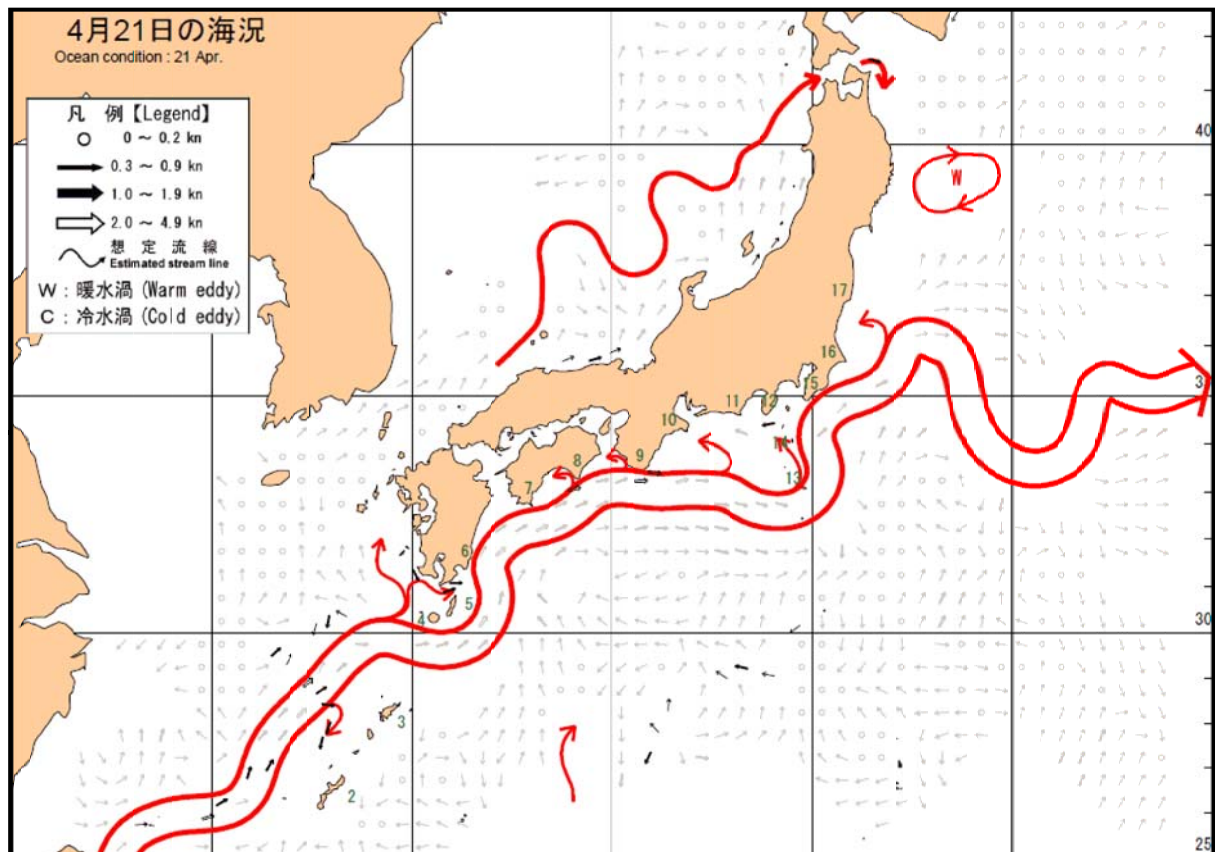 4月21日の海況
Ocean condition : 21 Apr.
凡 例【Legend】
0 ～ 0.2 kn
0.3 ～ 0.9 kn
1.0 ～ 1.9 kn
2.0 ～ 4.9 kn
想 定 流 線
Estimated stream line
W : 暖水渦 (Warm eddy)
C : 冷水渦 (Cold eddy)
40
W
17
16
3
15
11
12
10
14
8
9
13
7
6
5
4
30
3
2
25